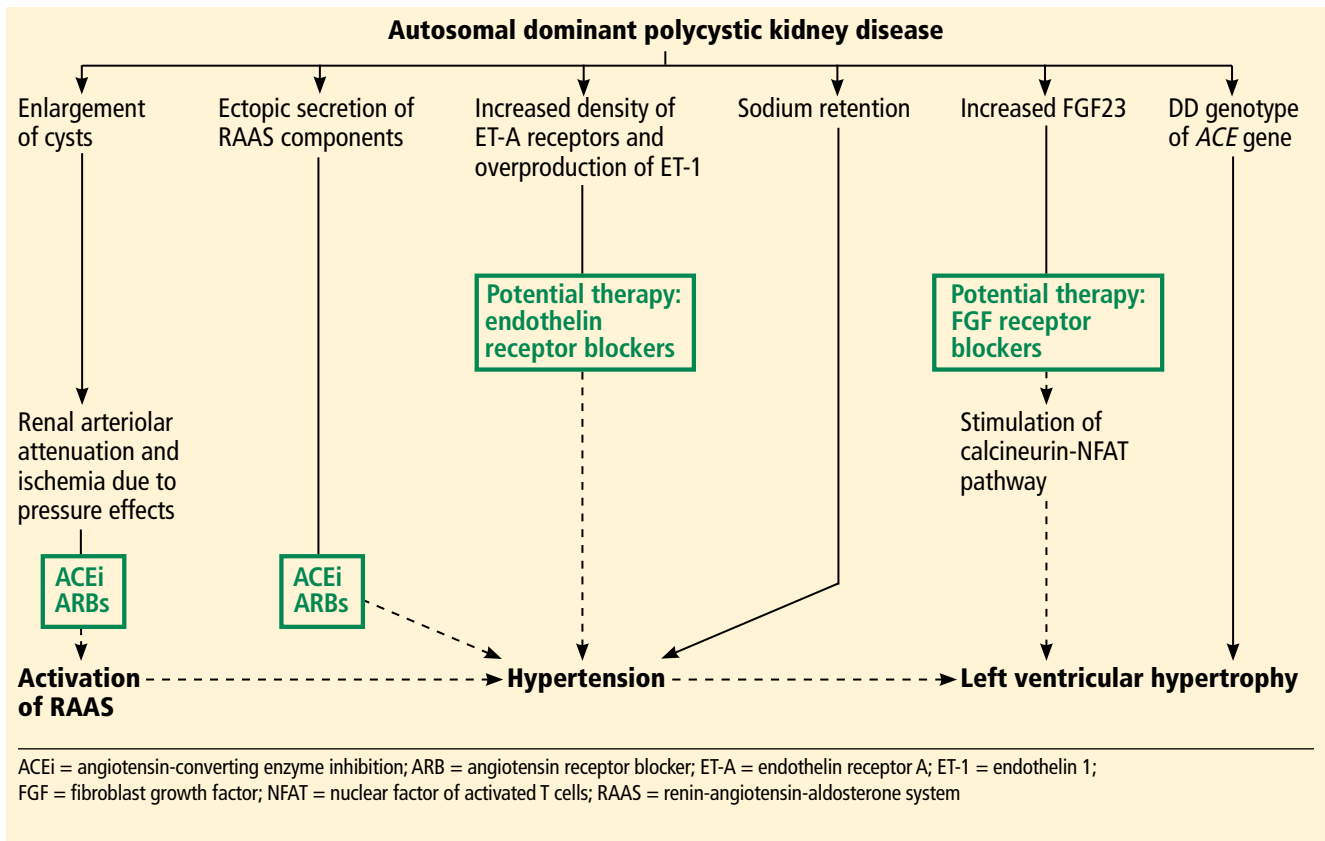 Autosomal dominant polycystic kidney disease
Enlargement
of cysts
Ectopic secretion of
RAAS components
Increased density of
ET-A receptors and
overproduction of ET-1
Sodium retention
Increased FGF23
DD genotype
of ACE gene
Potential therapy:
endothelin
receptor blockers
Potential therapy:
FGF receptor
blockers
Renal arteriolar
attenuation and
ischemia due to
pressure effects
Stimulation of
calcineurin-NFAT
pathway
ACEi
ARBs
ACEi
ARBs
Activation
of RAAS
Hypertension
Left ventricular hypertrophy
ACEi = angiotensin-converting enzyme inhibition; ARB = angiotensin receptor blocker; ET-A = endothelin receptor A; ET-1 = endothelin 1;
FGF = fibroblast growth factor; NFAT = nuclear factor of activated T cells; RAAS = renin-angiotensin-aldosterone system